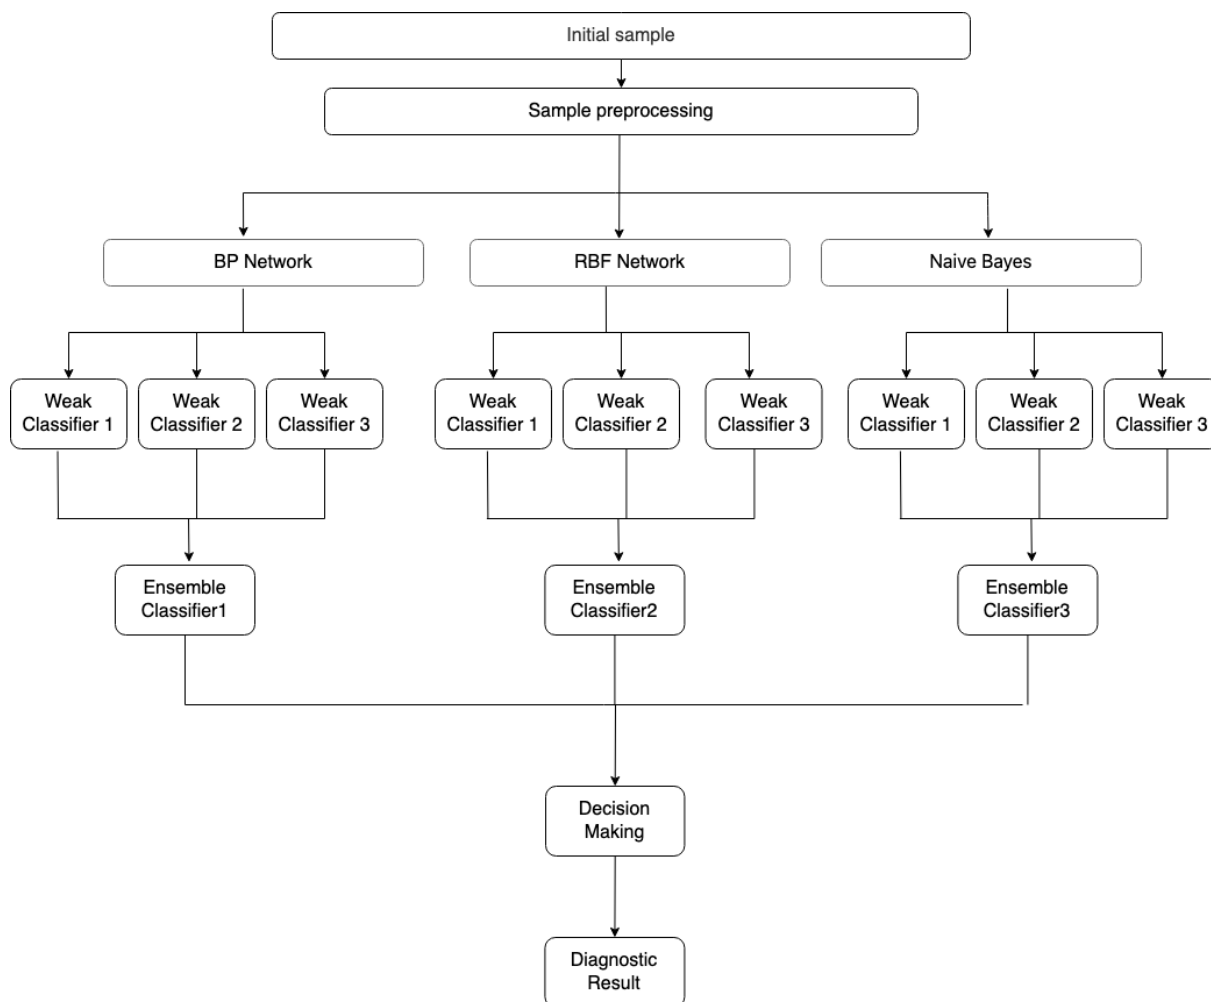 Initial sample
Sample preprocessing
BP Network
RBF Network
Naive Bayes
Weak
Classifier 1
Weak
Classifier 2
Weak
Classifier 3
Weak
Classifier 1
Weak
Classifier 2
Weak
Classifier 3
Weak
Classifier 1
Weak
Classifier 2
Weak
Classifier 3
Ensemble
Classifier1
Ensemble
Classifier2
Ensemble
Classifier3
Decision
Making
Diagnostic
Result